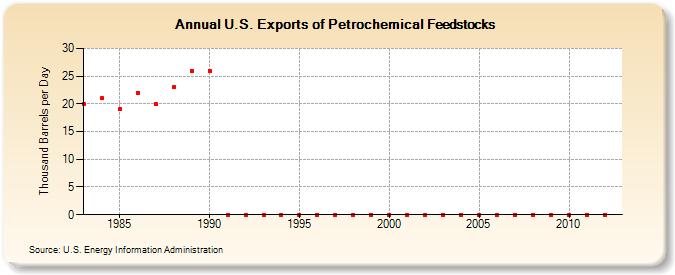 Annual U.S. Exports of Petrochemical Feedstocks
Thousand Barrels per Day
30
25
20
15
10
5
0
1985 1990 1995 2000 2005 2010
Source: U.S. Energy Information Administration